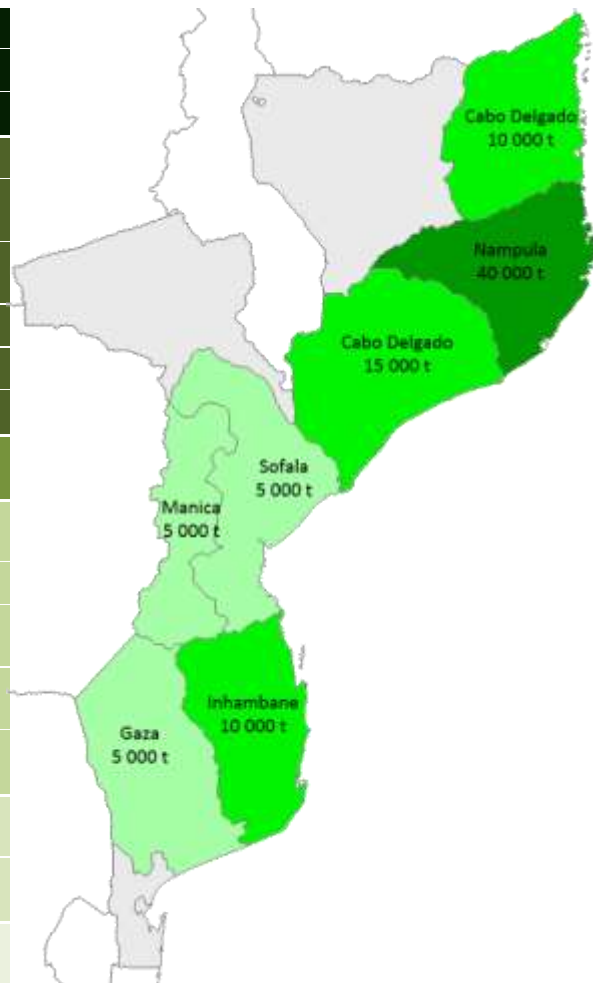 Cabo Delgado
10 000 t
Nampula
40 000 t
Cabo Delgado
15 000 t
Sofala
5 000 t
Manica
5 000 t
Inhambane
10 000 t
Gaza
5 000 t